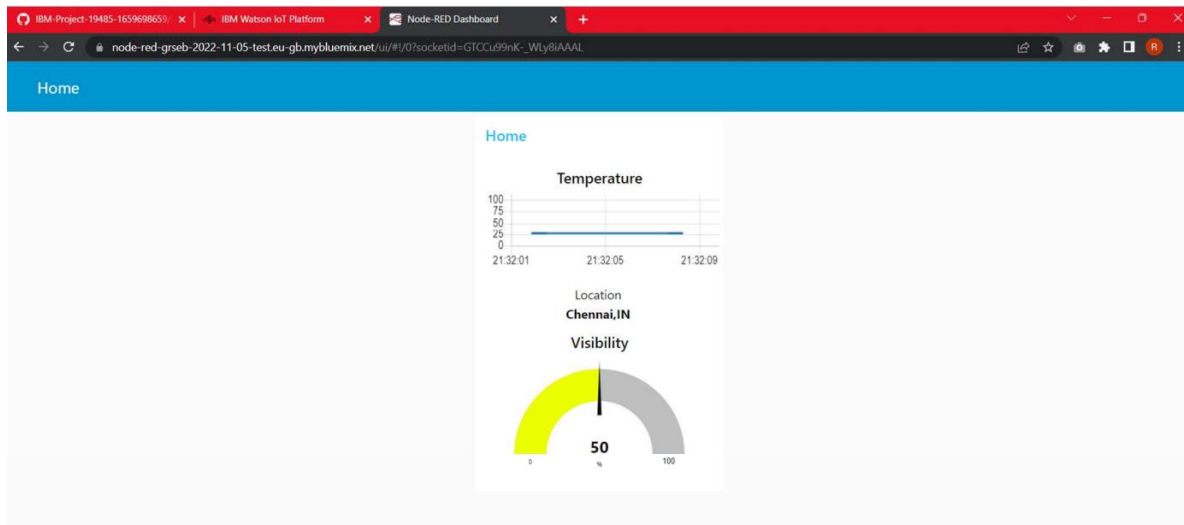 IBM-Project-19485-1659698659/ IBM Watson IoT Platform Node-RED Dashboard
node-red-grseb-2022-11-05-test.eu-gb.mybluemix.net/ui/#!/0?socketid=GTCCu99nK-_WLy8iAAAL R
Home
Home
Temperature
100
75
50
25
0
21:32:01 21:32:05 21:32:09
Location
Chennai,IN
Visibility
50
0 % 100